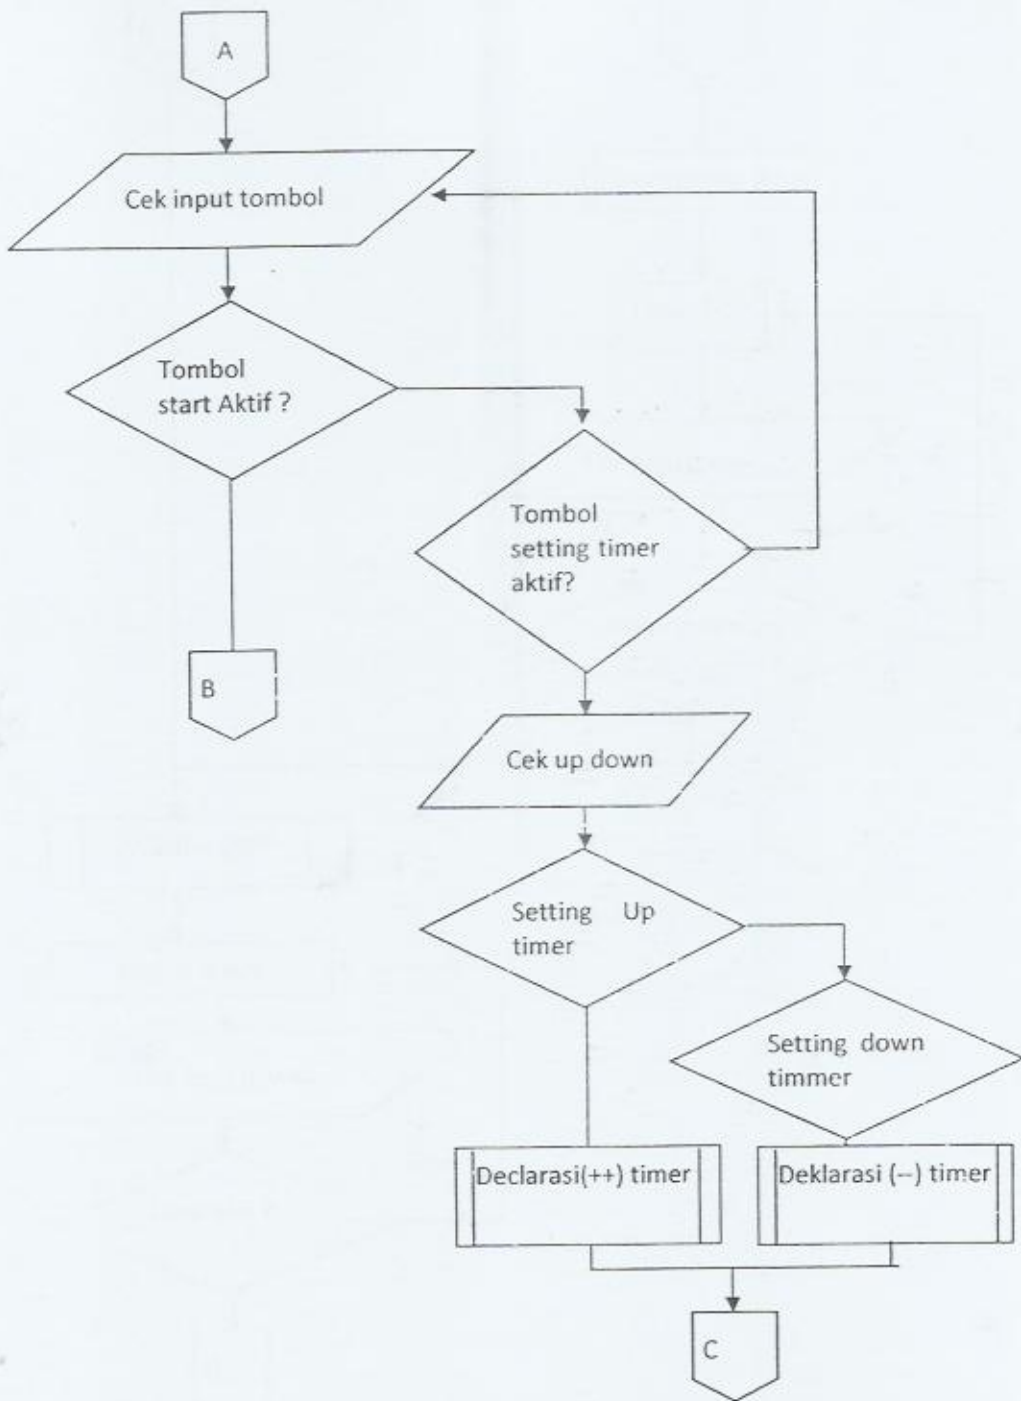 A
Cek input tombol
Tombol
start Aktif ?
Tombol
setting timer
aktif?
B
Cek up down
Setting Up
timer
Setting down
timmer
Declarasi(++) timer
Deklarasi (--) timer
C